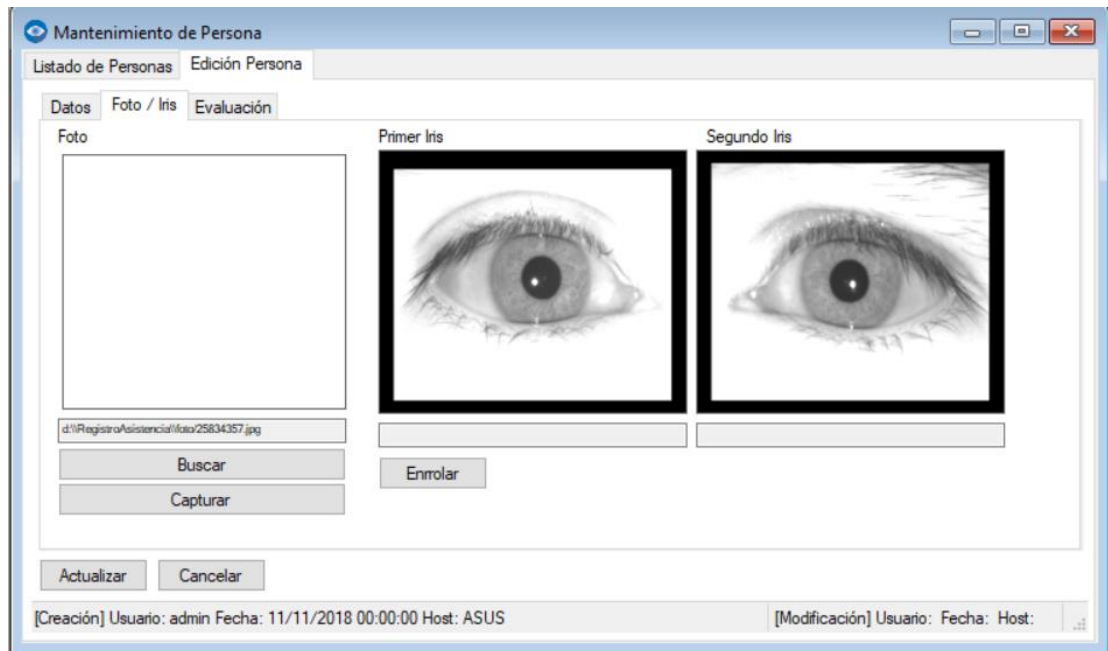 Mantenimiento de Persona
Listado de Personas Edición Persona
Datos Foto / Iris Evaluación
Foto
Primer Iris
Segundo Iris
d:\\RegistroAsistencia\\foto/25834357.jpg
Buscar
Capturar
Enrrolar
Actualizar Cancelar
[Creación] Usuario: admin Fecha: 11/11/2018 00:00:00 Host: ASUS
[Modificación] Usuario: Fecha: Host: